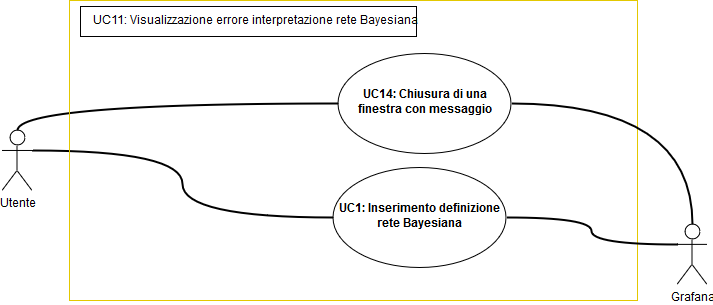 UC11: Visualizzazione errore interpretazione rete Bayesiana
UC14: Chiusura di una
finestra con messaggio
UC1: Inserimento definizione
rete Bayesiana
Utente
Grafana